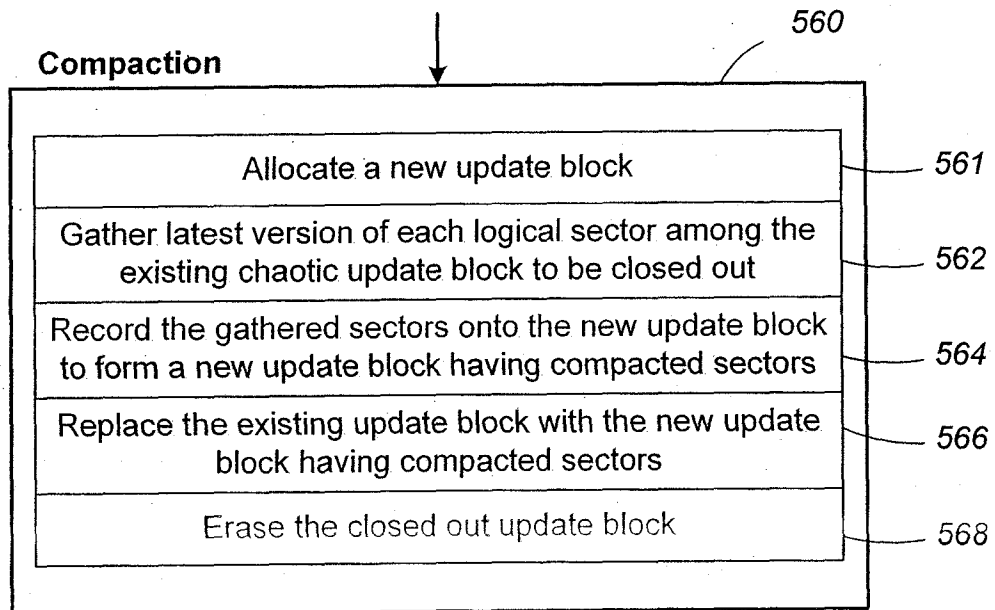 560
Compaction
Allocate a new update block
561
Gather latest version of each logical sector among the
existing chaotic update block to be closed out
562
Record the gathered sectors onto the new update block
to form a new update block having compacted sectors
564
Replace the existing update block with the new update
block having compacted sectors
566
Erase the closed out update block
568